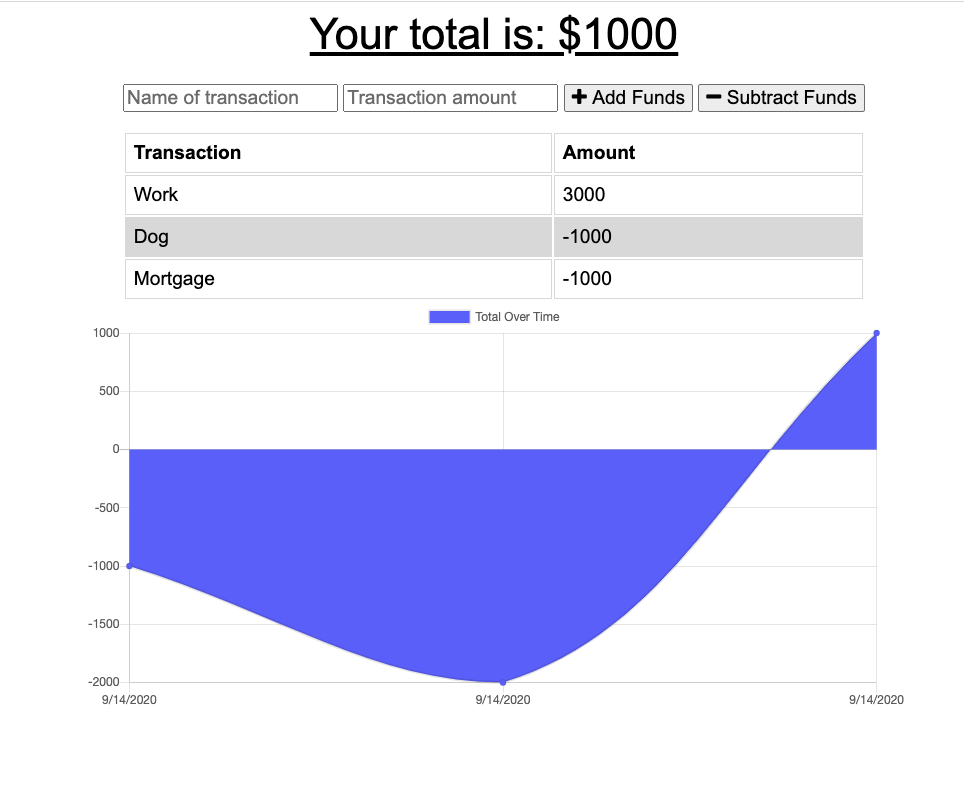 Your total is: $1000
Name of transaction Transaction amount + Add Funds − Subtract Funds
Transaction Amount
Work 3000
Dog -1000
Mortgage -1000
Total Over Time
1000
500
0
-500
-1000
-1500
-2000
9/14/2020 9/14/2020 9/14/2020